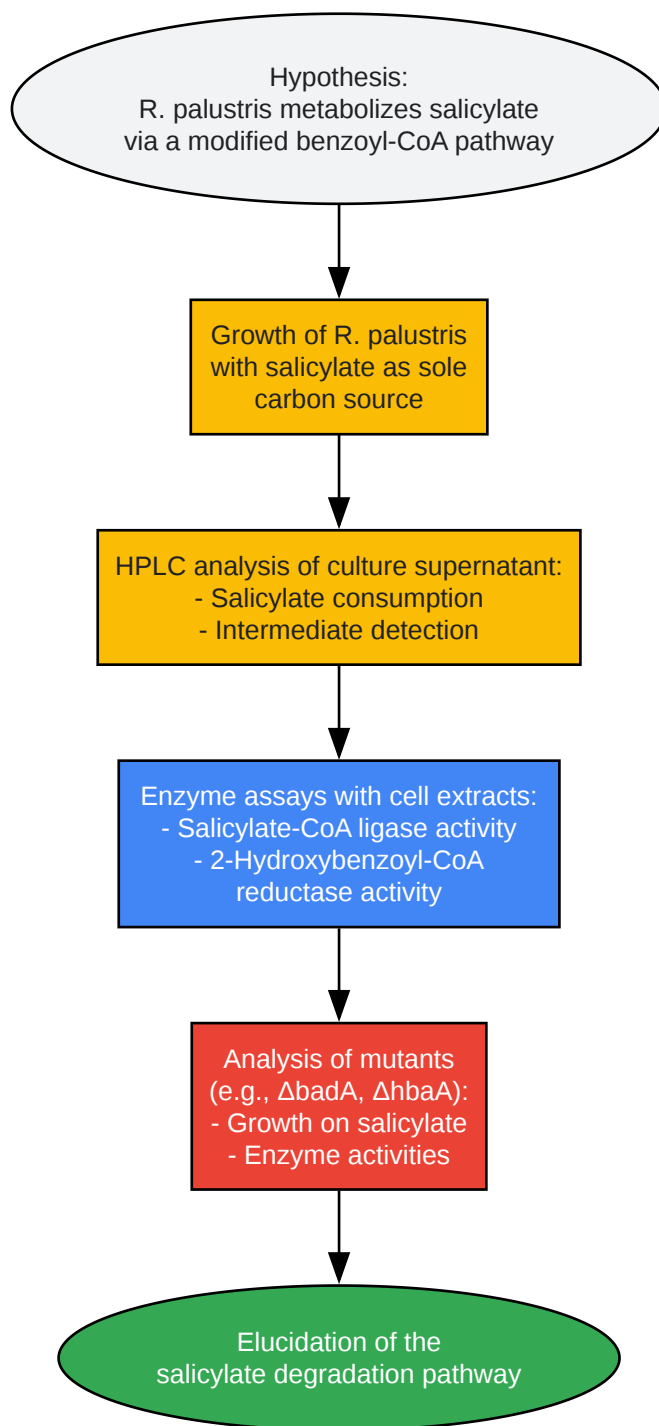 Hypothesis:
R. palustris metabolizes salicylate
via a modified benzoyl-CoA pathway
Growth of R. palustris
with salicylate as sole
carbon source
HPLC analysis of culture supernatant:
- Salicylate consumption
- Intermediate detection
Enzyme assays with cell extracts:
- Salicylate-CoA ligase activity
- 2-Hydroxybenzoyl-CoA
reductase activity
Analysis of mutants
(e.g., ΔbadA, ΔhbaA):
- Growth on salicylate
- Enzyme activities
Elucidation of the
salicylate degradation pathway